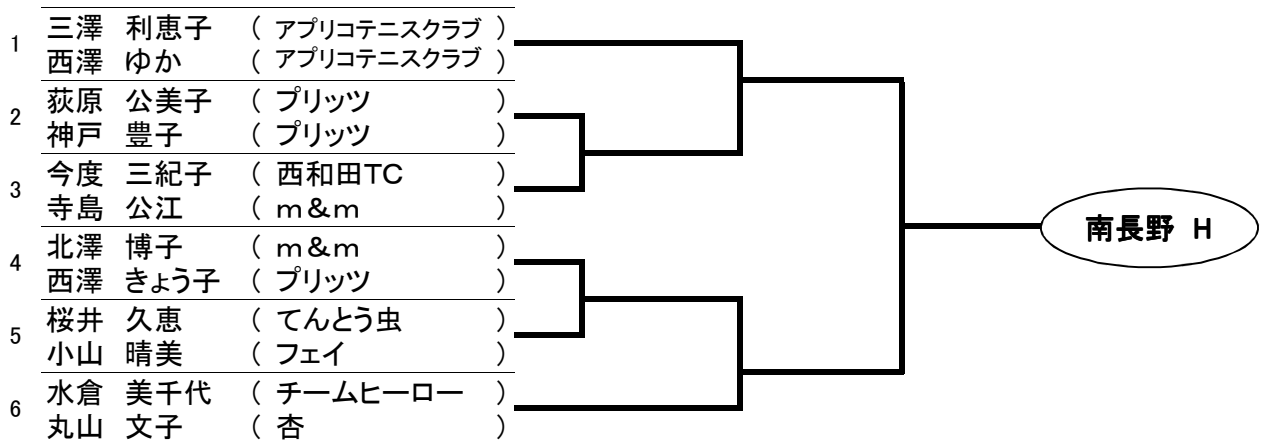 1 三澤 利恵子 ( アプリコテニスクラブ )
西澤 ゆか ( アプリコテニスクラブ )
2 荻原 公美子 ( プリッツ )
神戸 豊子 ( プリッツ )
3 今度 三紀子 ( 西和田TC )
寺島 公江 ( m&m )
4 北澤 博子 ( m&m )
西澤 きょう子 ( プリッツ )
5 桜井 久恵 ( てんとう虫 )
小山 晴美 ( フェイ )
6 水倉 美千代 ( チームヒーロー )
丸山 文子 ( 杏 )
南長野 H